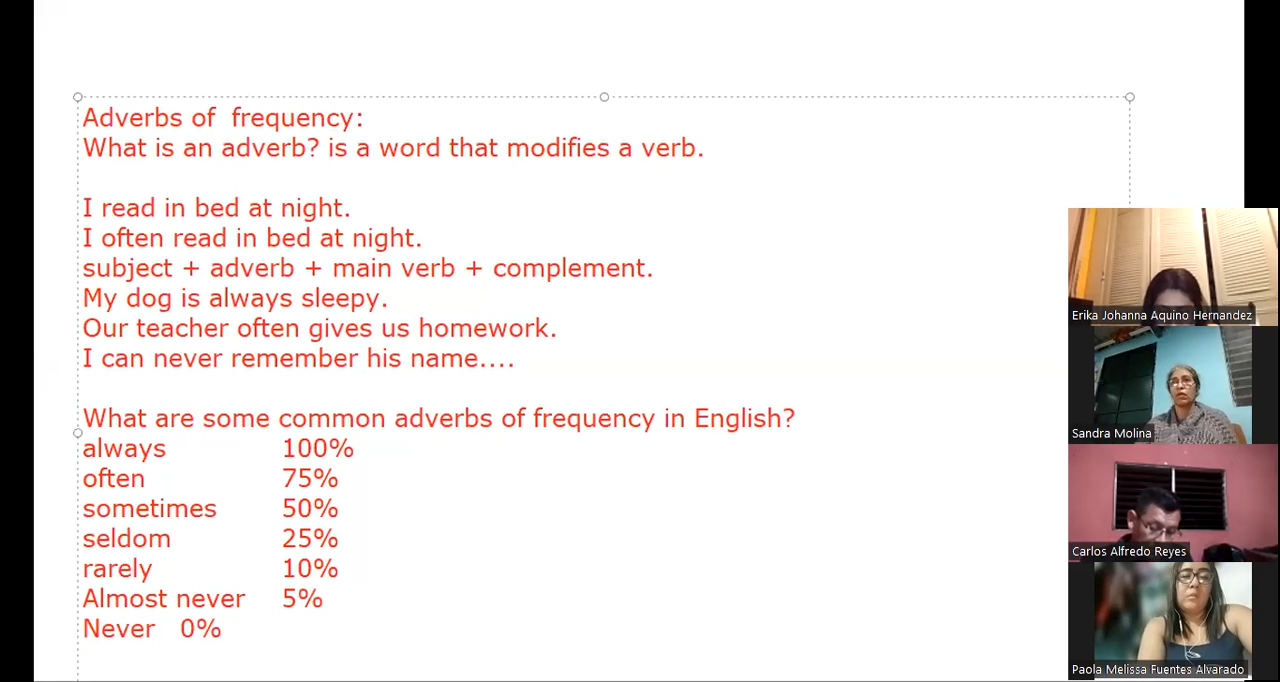 Adverbs of frequency:
What is an adverb? is a word that modifies a verb.
I read in bed at night.
I often read in bed at night.
subject + adverb + main verb + complement.
My dog is always sleepy.
Our teacher often gives us homework.
I can never remember his name....
What are some common adverbs of frequency in English?
always 100%
often 75%
sometimes 50%
seldom 25%
rarely 10%
Almost never 5%
Never 0%
Erika Johanna Aquino Hernandez
Sandra Molina
Carlos Alfredo Reyes
Paola Melissa Fuentes Alvarado